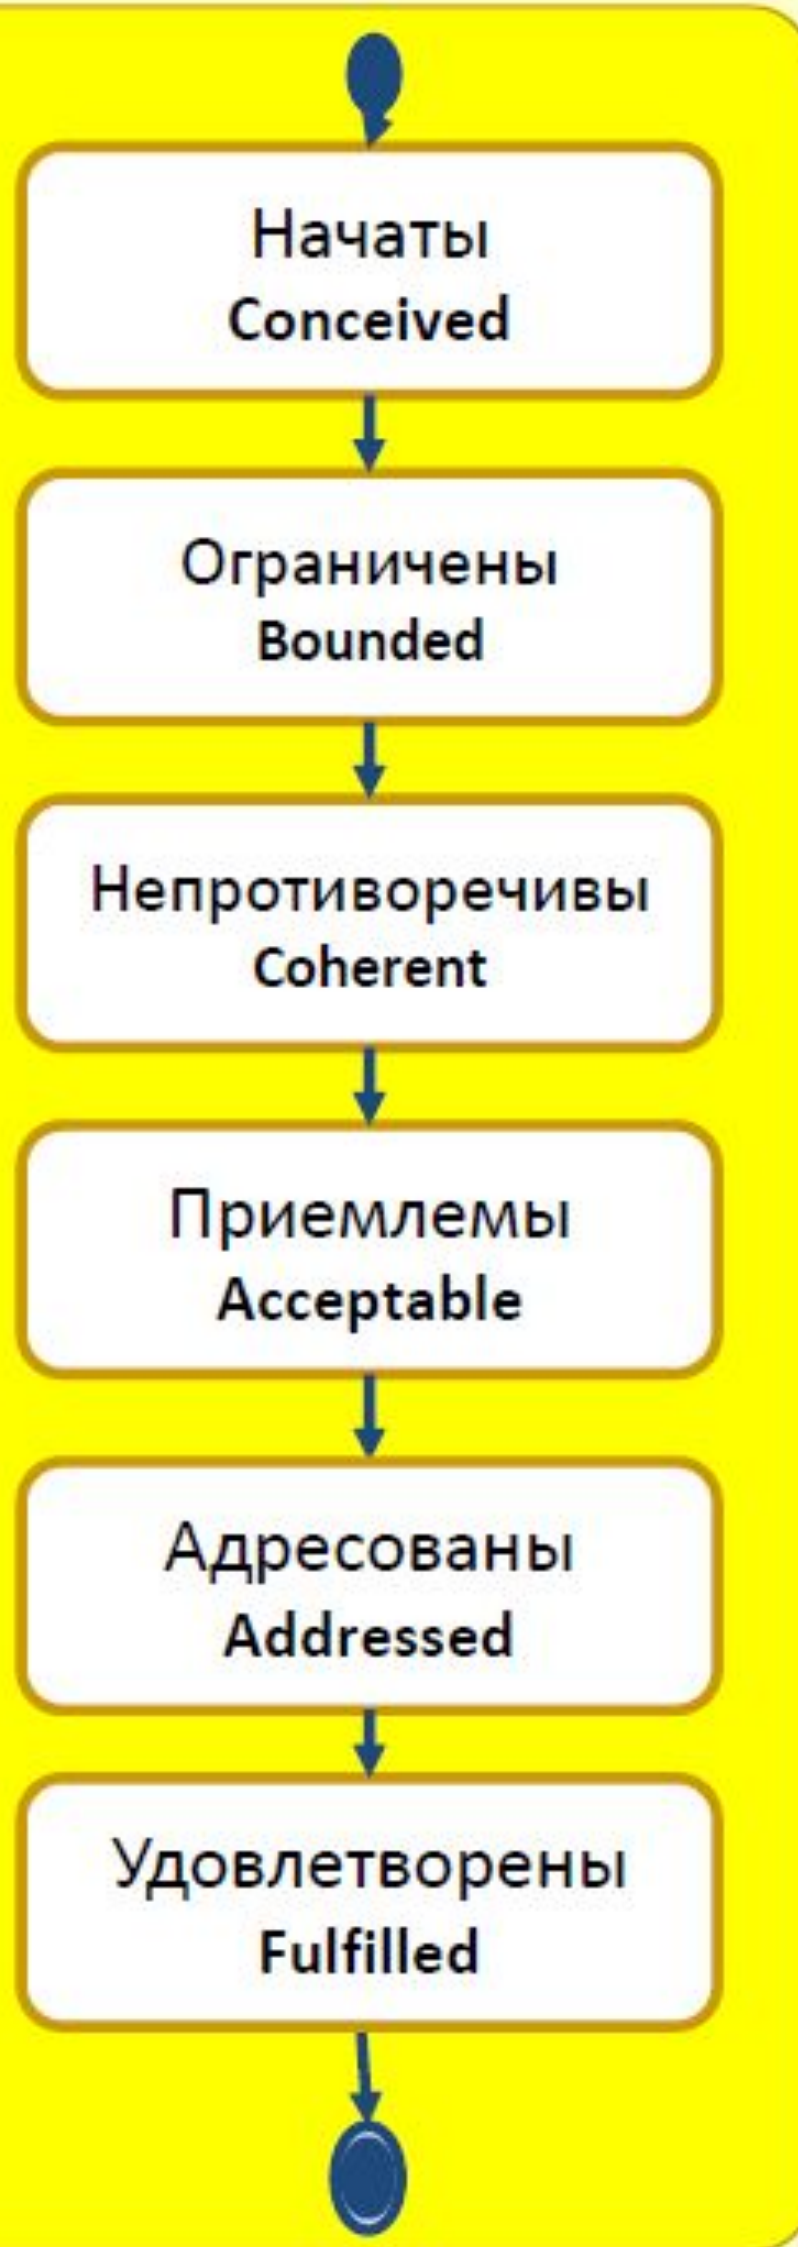 Начаты
Conceived
Ограничены
Bounded
Непротиворечивы
Coherent
Приемлемы
Acceptable
Адресованы
Addressed
Удовлетворены
Fulfilled